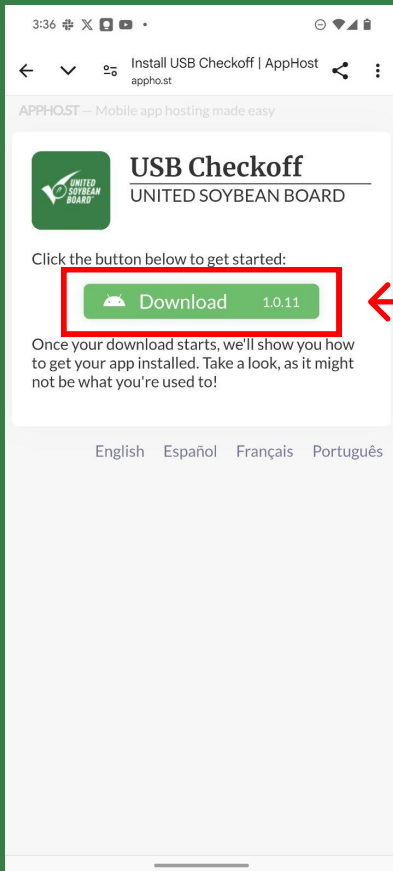 3:36
Install USB Checkoff | AppHost
appho.st
APPHO.ST — Mobile app hosting made easy
UNITED
SOYBEAN
BOARD
USB Checkoff
UNITED SOYBEAN BOARD
Click the button below to get started:
Download 1.0.11
Once your download starts, we'll show you how
to get your app installed. Take a look, as it might
not be what you're used to!
English Español Français Português